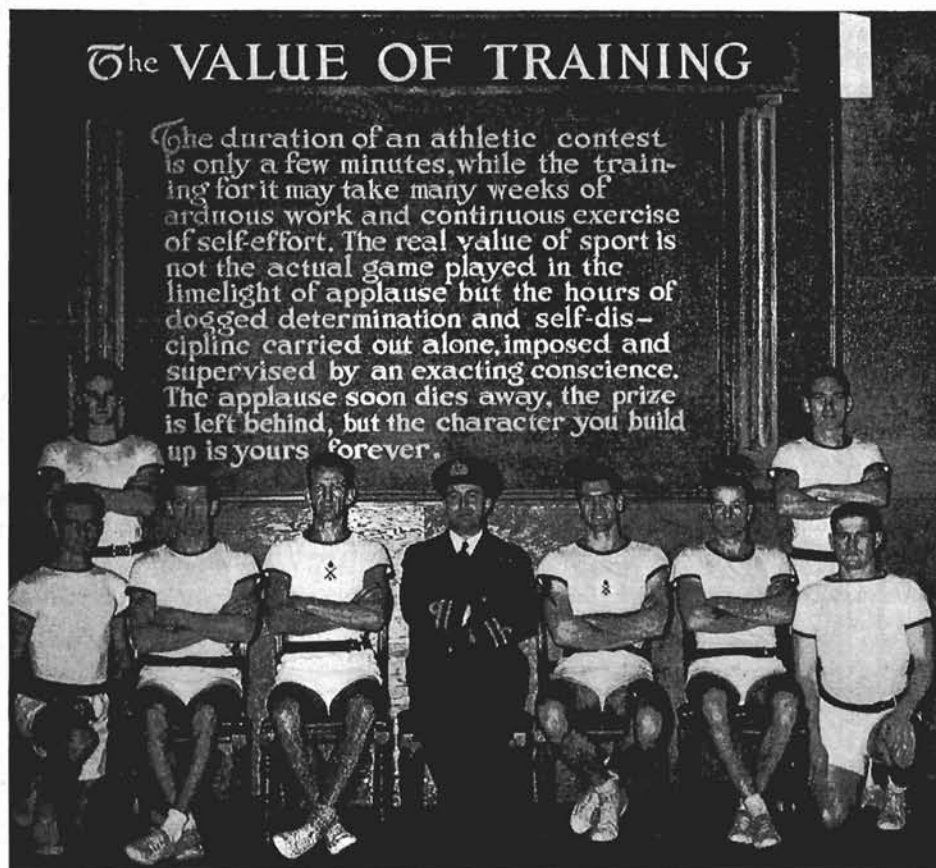 The VALUE OF TRAINING
The duration of an athletic contest
is only a few minutes, while the train-
ing for it may take many weeks of
arduous work and continuous exercise
of self-effort. The real value of sport is
not the actual game played in the
limelight of applause but the hours of
dogged determination and self-dis-
cipline carried out alone, imposed and
supervised by an exacting conscience.
The applause soon dies away, the prize
is left behind, but the character you build
up is yours forever.